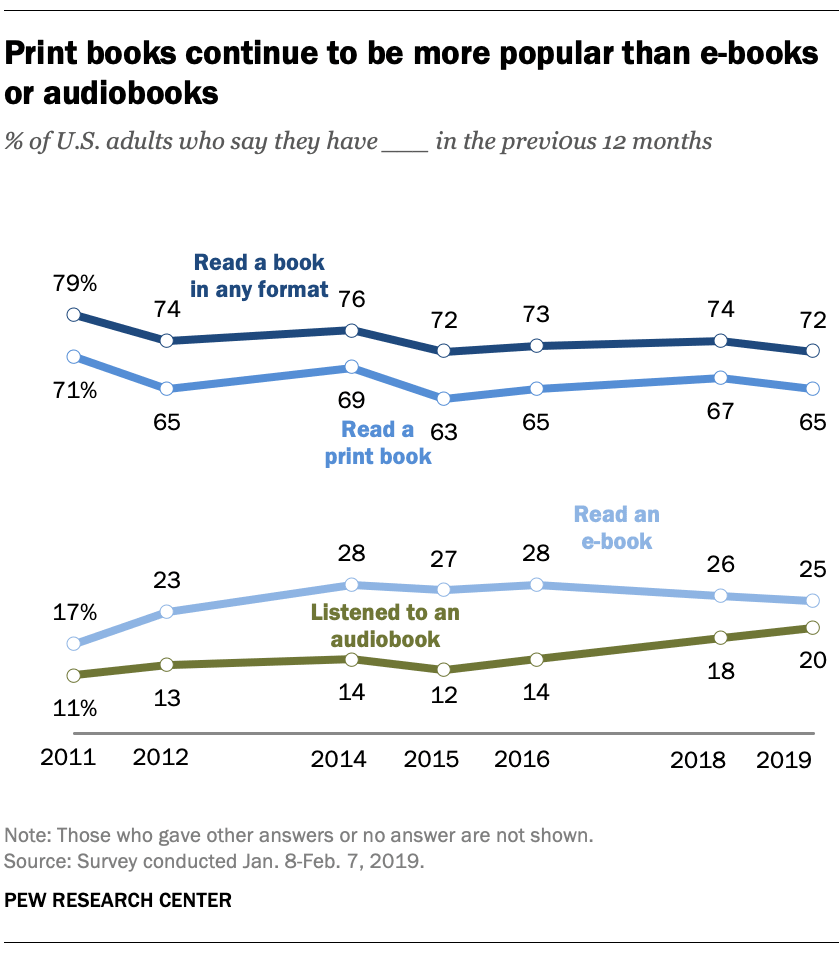 Print books continue to be more popular than e-books
or audiobooks
% of U.S. adults who say they have ___ in the previous 12 months
Read a book
in any format
79% 74 76 72 73 74 72
71% 65 69 63 65 67 65
Read a
print book
Read an
e-book
17% 23 28 27 28 26 25
Listened to an
audiobook
11% 13 14 12 14 18 20
2011 2012 2014 2015 2016 2018 2019
Note: Those who gave other answers or no answer are not shown.
Source: Survey conducted Jan. 8-Feb. 7, 2019.
PEW RESEARCH CENTER